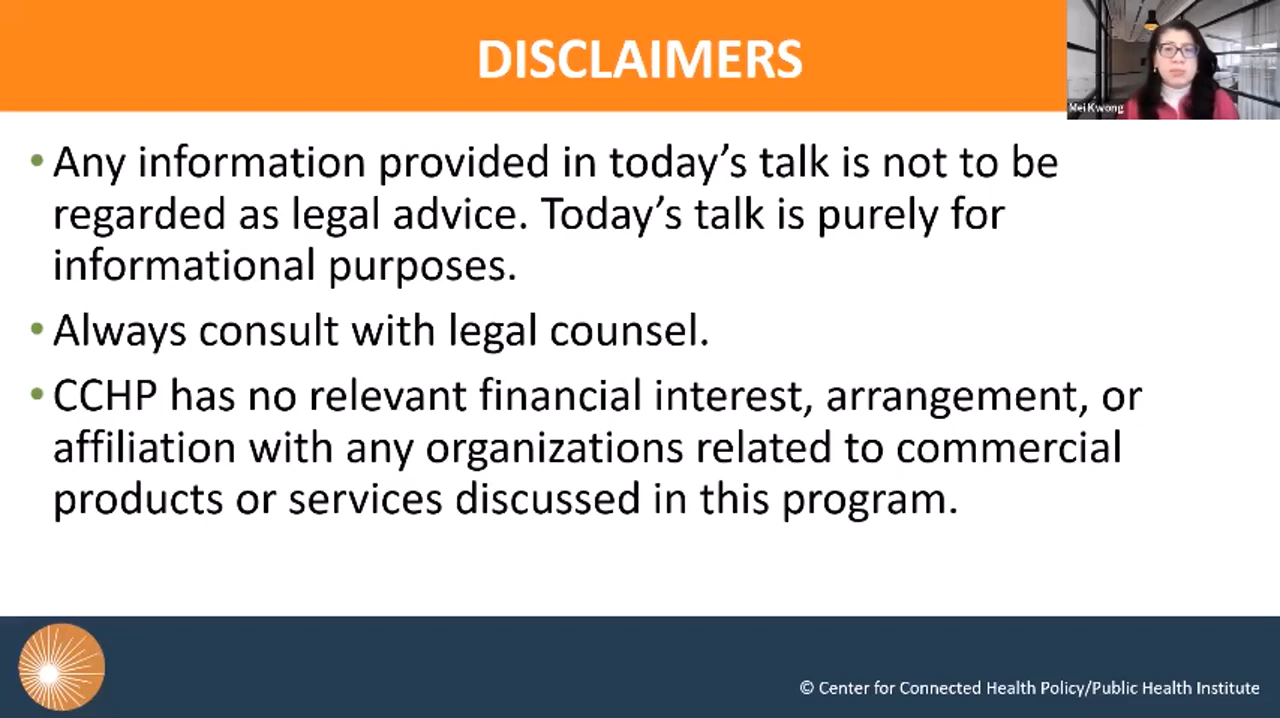 DISCLAIMERS
Mei Kwong
• Any information provided in today's talk is not to be
regarded as legal advice. Today's talk is purely for
informational purposes.
• Always consult with legal counsel.
• CCHP has no relevant financial interest, arrangement, or
affiliation with any organizations related to commercial
products or services discussed in this program.
© Center for Connected Health Policy/Public Health Institute